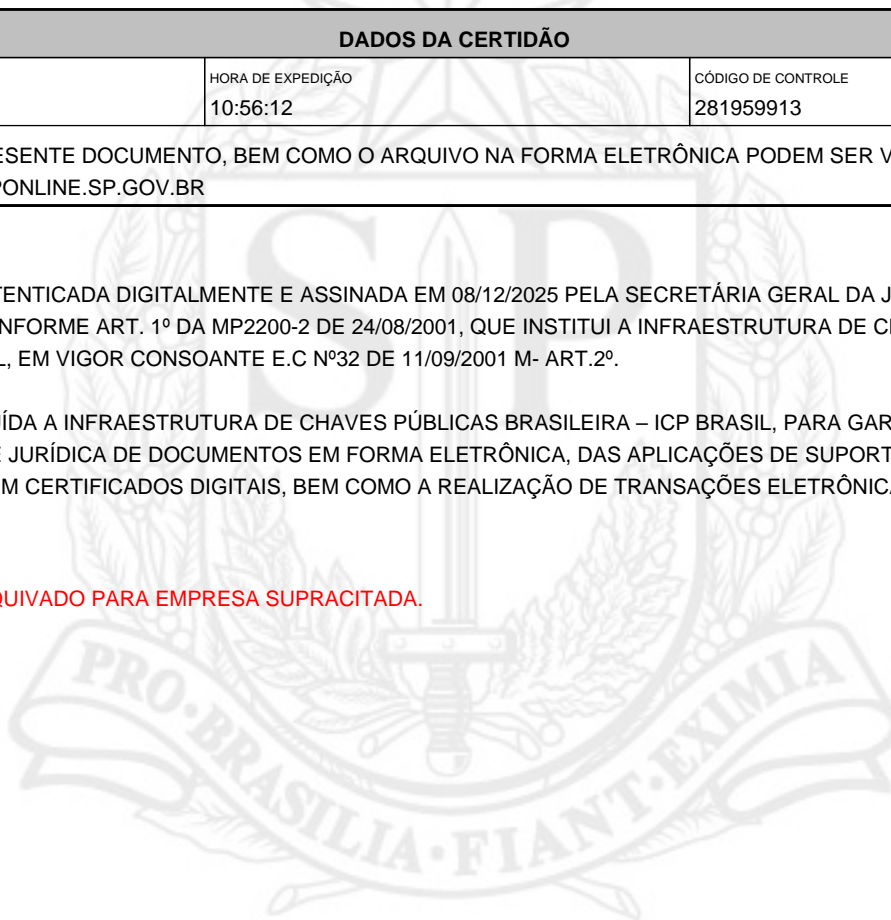 DADOS DA CERTIDÃO
HORA DE EXPEDIÇÃO
CÓDIGO DE CONTROLE
10:56:12
281959913
ESENTE DOCUMENTO, BEM COMO O ARQUIVO NA FORMA ELETRÔNICA PODEM SER V
PONLINE.SP.GOV.BR
TENTICADA DIGITALMENTE E ASSINADA EM 08/12/2025 PELA SECRETÁRIA GERAL DA J
NFORME ART. 1º DA MP2200-2 DE 24/08/2001, QUE INSTITUI A INFRAESTRUTURA DE C
L, EM VIGOR CONSOANTE E.C Nº32 DE 11/09/2001 M- ART.2º.
ÍDA A INFRAESTRUTURA DE CHAVES PÚBLICAS BRASILEIRA – ICP BRASIL, PARA GAR
E JURÍDICA DE DOCUMENTOS EM FORMA ELETRÔNICA, DAS APLICAÇÕES DE SUPORT
M CERTIFICADOS DIGITAIS, BEM COMO A REALIZAÇÃO DE TRANSAÇÕES ELETRÔNICA
QUIVADO PARA EMPRESA SUPRACITADA.
SP
PRO·BRASILIA·FIANT·EXIMIA